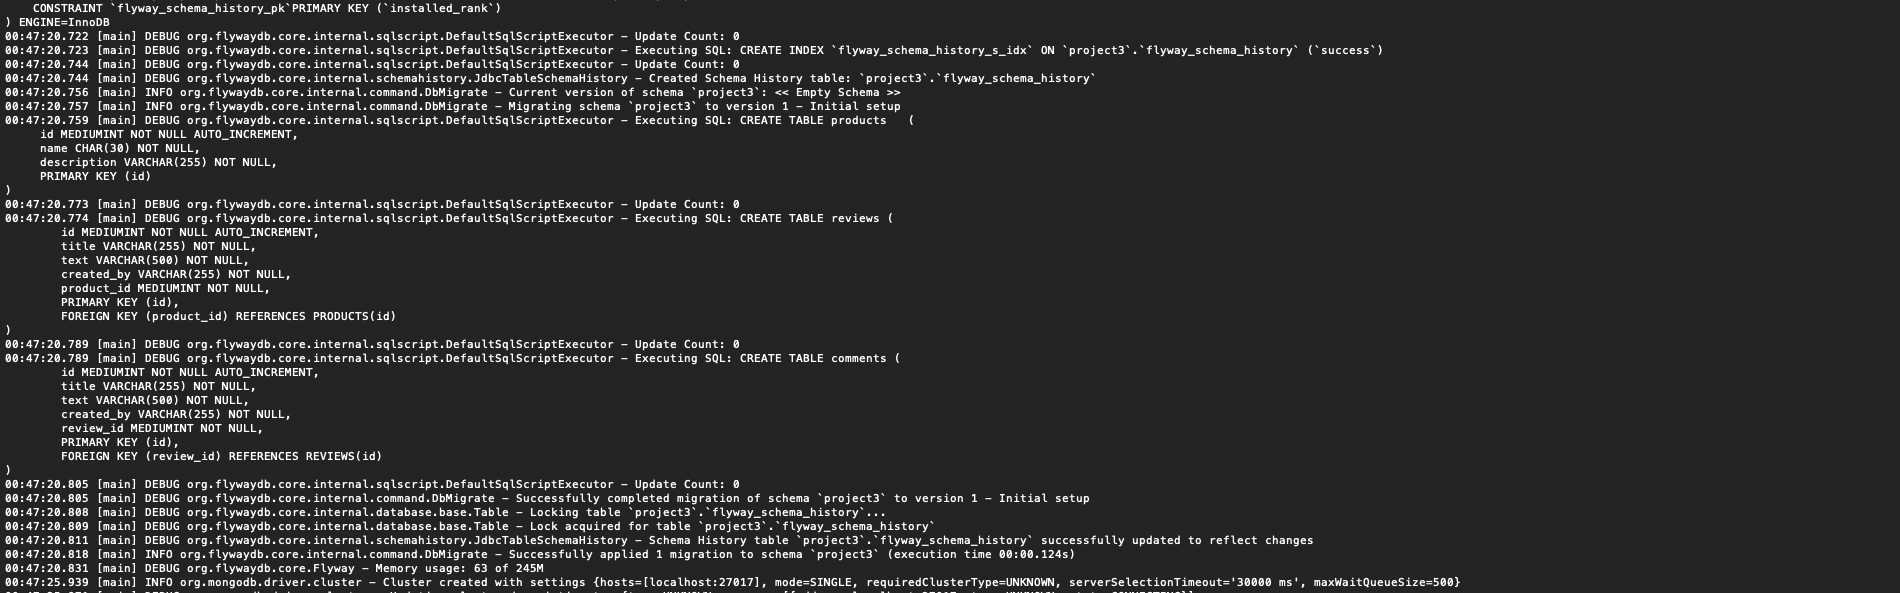 CONSTRAINT `flyway_schema_history_pk`PRIMARY KEY (`installed_rank`)
) ENGINE=InnoDB
00:47:20.722 [main] DEBUG org.flywaydb.core.internal.sqlscript.DefaultSqlScriptExecutor - Update Count: 0
00:47:20.723 [main] DEBUG org.flywaydb.core.internal.sqlscript.DefaultSqlScriptExecutor - Executing SQL: CREATE INDEX `flyway_schema_history_s_idx` ON `project3`.`flyway_schema_history` (`success`)
00:47:20.744 [main] DEBUG org.flywaydb.core.internal.sqlscript.DefaultSqlScriptExecutor - Update Count: 0
00:47:20.744 [main] DEBUG org.flywaydb.core.internal.schemahistory.JdbcTableSchemaHistory - Created Schema History table: `project3`.`flyway_schema_history`
00:47:20.756 [main] INFO org.flywaydb.core.internal.command.DbMigrate - Current version of schema `project3`: << Empty Schema >>
00:47:20.757 [main] INFO org.flywaydb.core.internal.command.DbMigrate - Migrating schema `project3` to version 1 - Initial setup
00:47:20.759 [main] DEBUG org.flywaydb.core.internal.sqlscript.DefaultSqlScriptExecutor - Executing SQL: CREATE TABLE products   (
id MEDIUMINT NOT NULL AUTO_INCREMENT,
name CHAR(30) NOT NULL,
description VARCHAR(255) NOT NULL,
PRIMARY KEY (id)
)
00:47:20.773 [main] DEBUG org.flywaydb.core.internal.sqlscript.DefaultSqlScriptExecutor - Update Count: 0
00:47:20.774 [main] DEBUG org.flywaydb.core.internal.sqlscript.DefaultSqlScriptExecutor - Executing SQL: CREATE TABLE reviews (
id MEDIUMINT NOT NULL AUTO_INCREMENT,
title VARCHAR(255) NOT NULL,
text VARCHAR(500) NOT NULL,
created_by VARCHAR(255) NOT NULL,
product_id MEDIUMINT NOT NULL,
PRIMARY KEY (id),
FOREIGN KEY (product_id) REFERENCES PRODUCTS(id)
)
00:47:20.789 [main] DEBUG org.flywaydb.core.internal.sqlscript.DefaultSqlScriptExecutor - Update Count: 0
00:47:20.789 [main] DEBUG org.flywaydb.core.internal.sqlscript.DefaultSqlScriptExecutor - Executing SQL: CREATE TABLE comments (
id MEDIUMINT NOT NULL AUTO_INCREMENT,
title VARCHAR(255) NOT NULL,
text VARCHAR(500) NOT NULL,
created_by VARCHAR(255) NOT NULL,
review_id MEDIUMINT NOT NULL,
PRIMARY KEY (id),
FOREIGN KEY (review_id) REFERENCES REVIEWS(id)
)
00:47:20.805 [main] DEBUG org.flywaydb.core.internal.sqlscript.DefaultSqlScriptExecutor - Update Count: 0
00:47:20.805 [main] DEBUG org.flywaydb.core.internal.command.DbMigrate - Successfully completed migration of schema `project3` to version 1 - Initial setup
00:47:20.808 [main] DEBUG org.flywaydb.core.internal.database.base.Table - Locking table `project3`.`flyway_schema_history`...
00:47:20.809 [main] DEBUG org.flywaydb.core.internal.database.base.Table - Lock acquired for table `project3`.`flyway_schema_history`
00:47:20.811 [main] DEBUG org.flywaydb.core.internal.schemahistory.JdbcTableSchemaHistory - Schema History table `project3`.`flyway_schema_history` successfully updated to reflect changes
00:47:20.818 [main] INFO org.flywaydb.core.internal.command.DbMigrate - Successfully applied 1 migration to schema `project3` (execution time 00:00.124s)
00:47:20.831 [main] DEBUG org.flywaydb.core.Flyway - Memory usage: 63 of 245M
00:47:25.939 [main] INFO org.mongodb.driver.cluster - Cluster created with settings {hosts=[localhost:27017], mode=SINGLE, requiredClusterType=UNKNOWN, serverSelectionTimeout='30000 ms', maxWaitQueueSize=500}